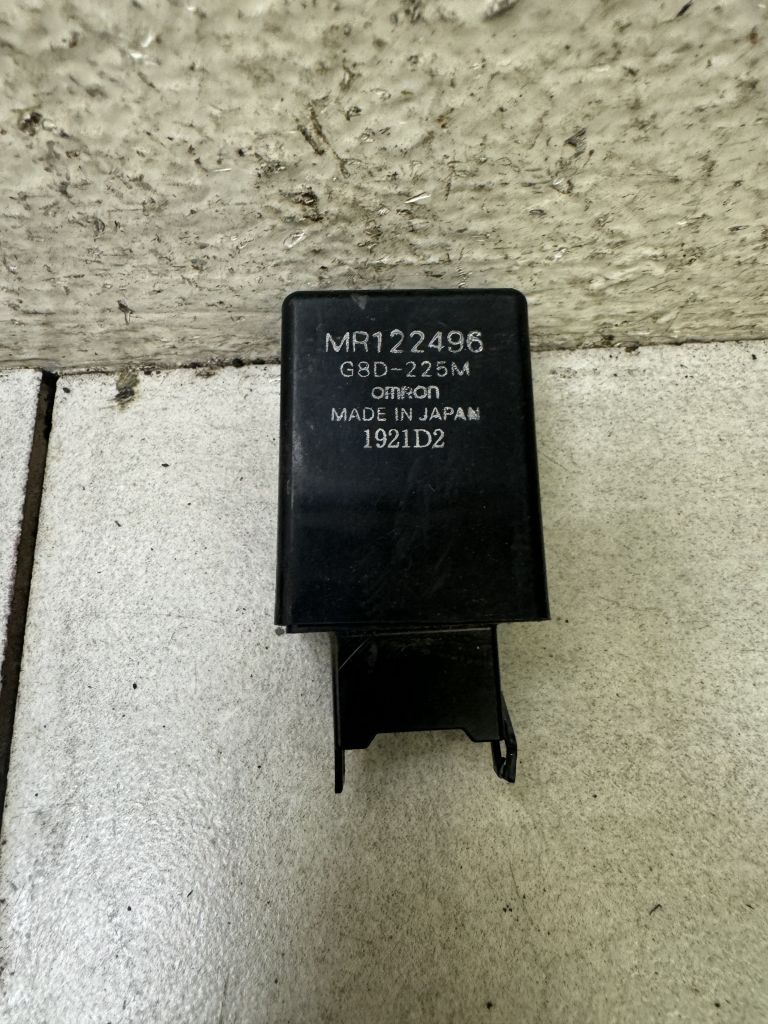 MR122496
G8D-225M
omRon
MADE IN JAPAN
1921D2